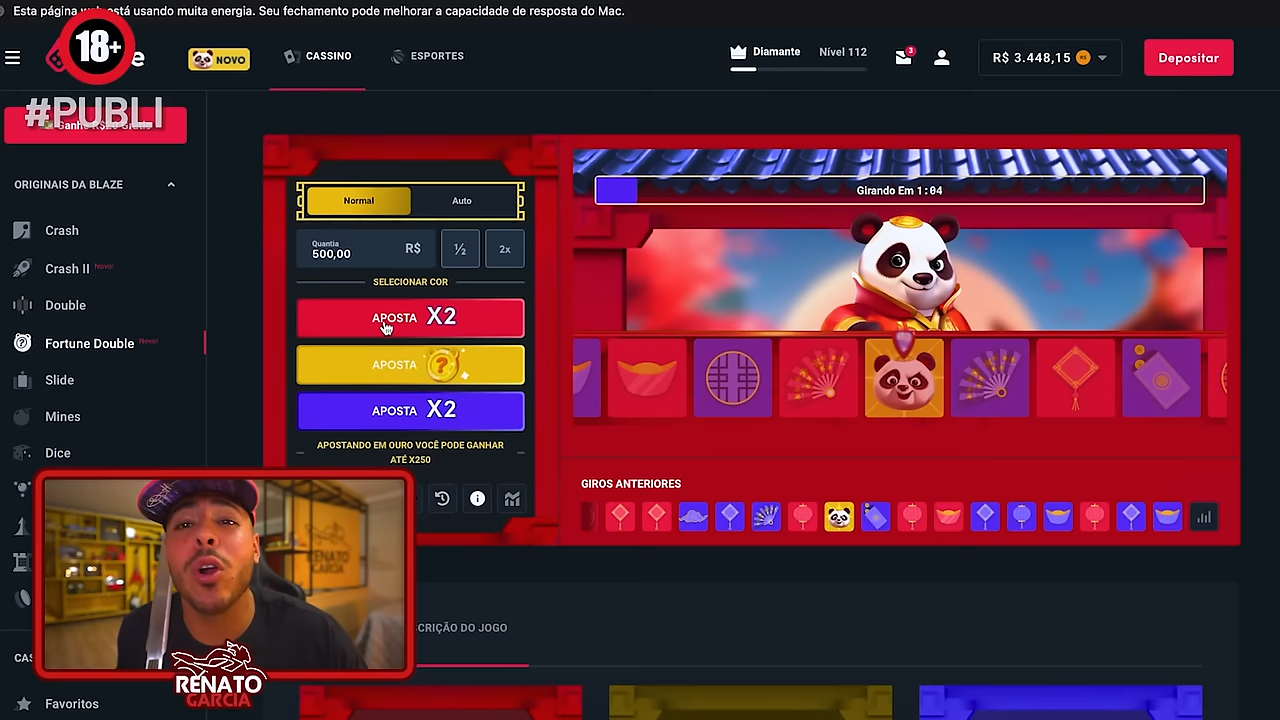 Esta página web está usando muita energia. Seu fechamento pode melhorar a capacidade de resposta do Mac.
18+
#PUBLI
NOVO
CASSINO
ESPORTES
Diamante
Nível 112
3
R$ 3.448,15
Depositar
ORIGINAIS DA BLAZE
Crash
Crash II Novo!
Double
Fortune Double Novo!
Slide
Mines
Dice
Favoritos
Normal
Auto
Quantia
500,00
R$
½
2x
SELECIONAR COR
APOSTA X2
APOSTA ?
APOSTA X2
APOSTANDO EM OURO VOCÊ PODE GANHAR
ATÉ X250
Girando Em 1:04
GIROS ANTERIORES
CRIÇÃO DO JOGO
RENATO
GARCIA
RENATO
GARCIA